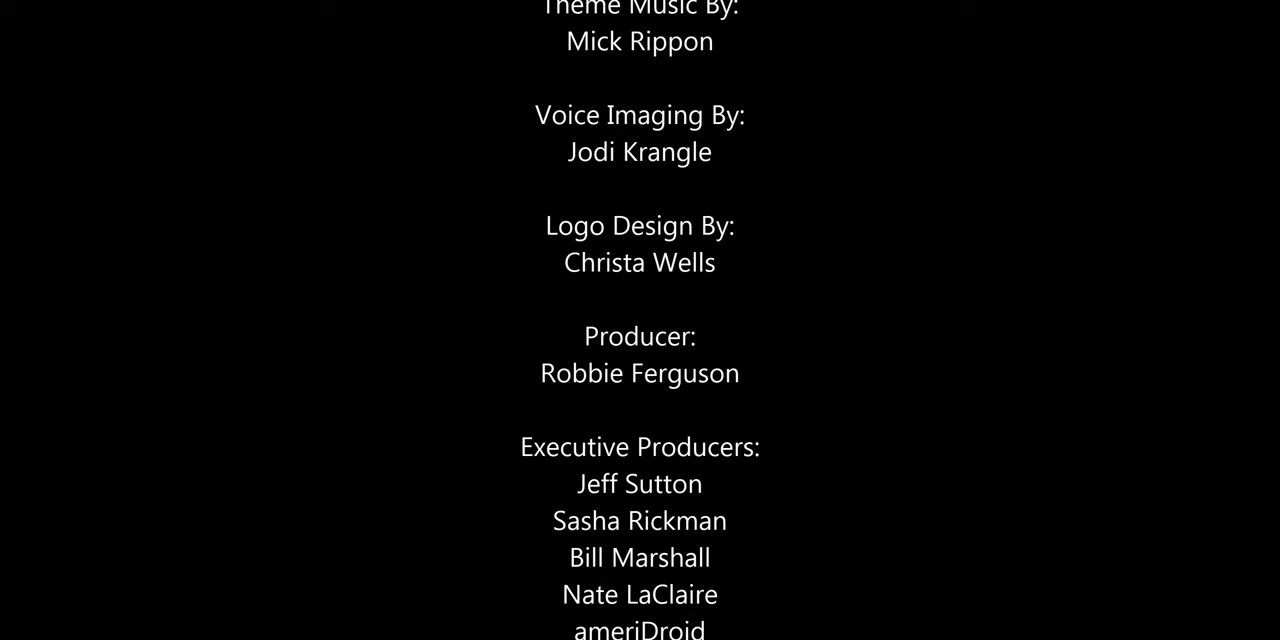 Theme Music By:
Mick Rippon
Voice Imaging By:
Jodi Krangle
Logo Design By:
Christa Wells
Producer:
Robbie Ferguson
Executive Producers:
Jeff Sutton
Sasha Rickman
Bill Marshall
Nate LaClaire
ameriDroid